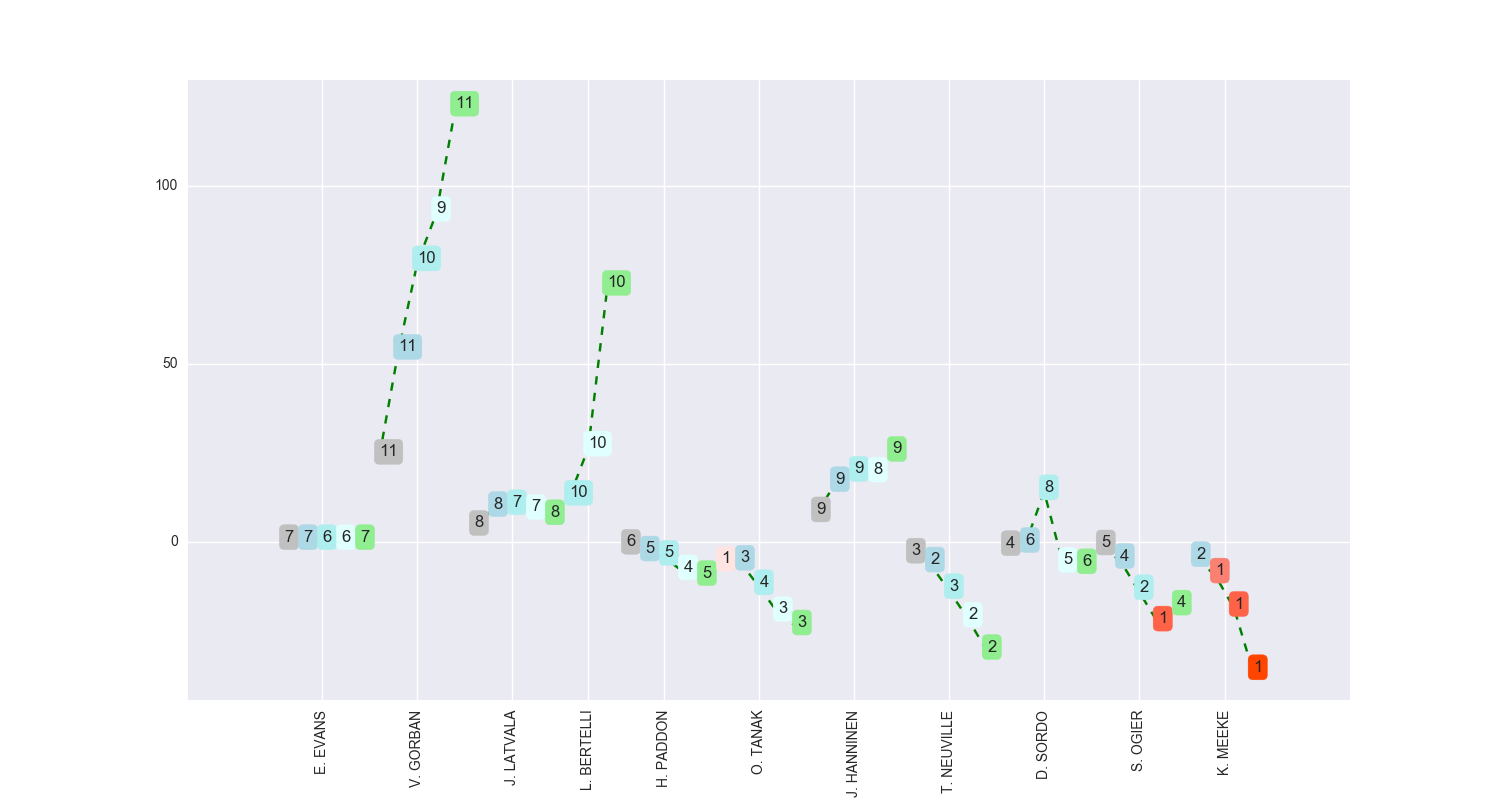 100
50
0
7 7 6 6 7
11 11 10 9 11
8 8 7 7 8
10 10 10
6 5 5 4 5
1 3 4 3 3
9 9 9 8 9
3 2 3 2 2
4 6 8 5 6
5 4 2 1 4
2 1 1 1
E. EVANS
V. GORBAN
J. LATVALA
L. BERTELLI
H. PADDON
O. TANAK
J. HANNINEN
T. NEUVILLE
D. SORDO
S. OGIER
K. MEEKE